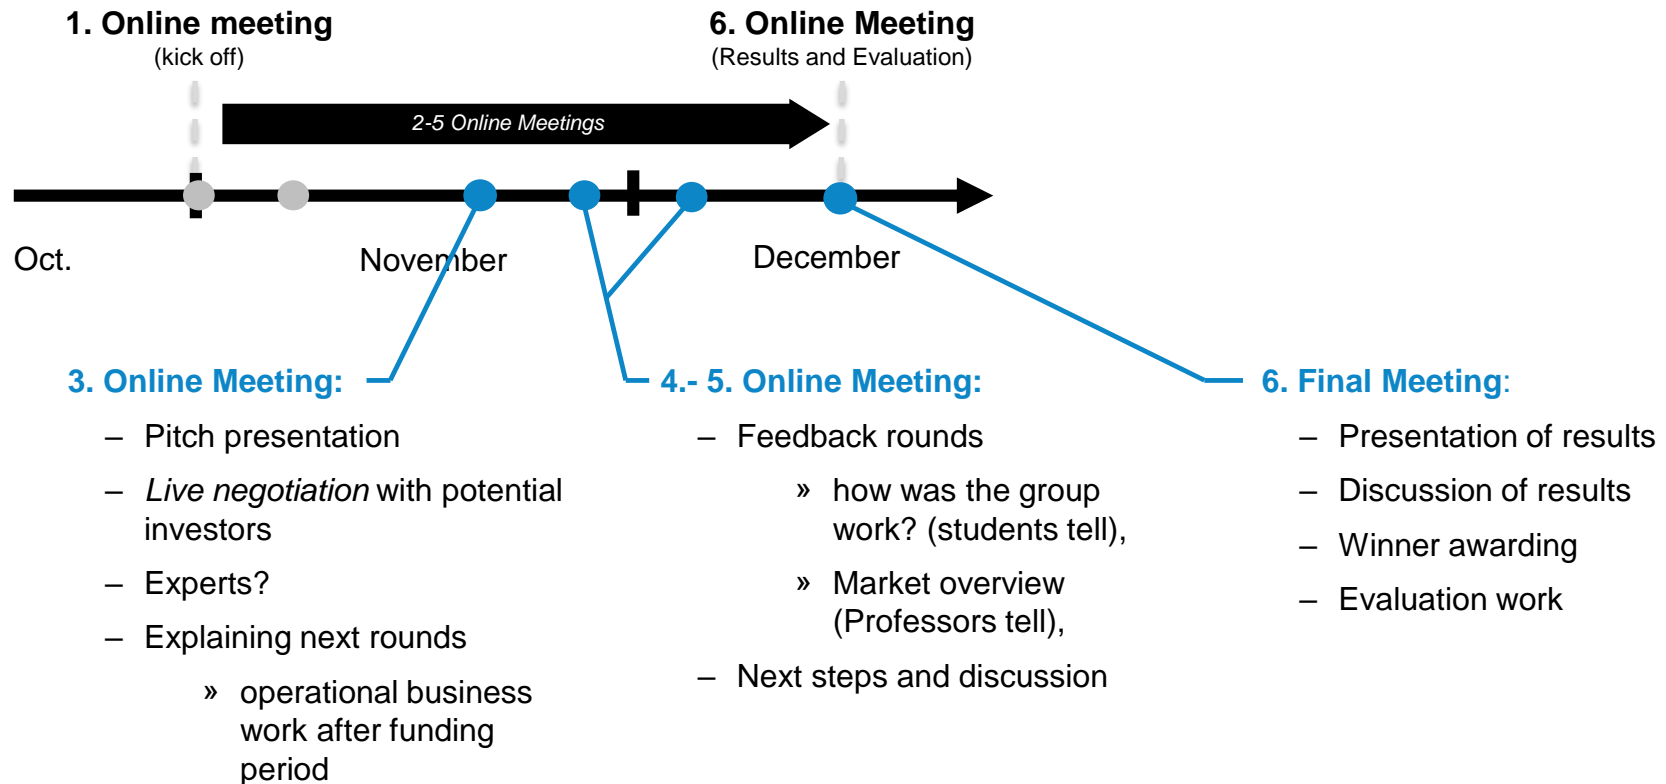 1. Online meeting
(kick off)
6. Online Meeting
(Results and Evaluation)
2-5 Online Meetings
Oct.
November
December
3. Online Meeting:
– Pitch presentation
– Live negotiation with potential
investors
– Experts?
– Explaining next rounds
» operational business
work after funding
period
4.- 5. Online Meeting:
– Feedback rounds
» how was the group
work? (students tell),
» Market overview
(Professors tell),
– Next steps and discussion
6. Final Meeting:
– Presentation of results
– Discussion of results
– Winner awarding
– Evaluation work